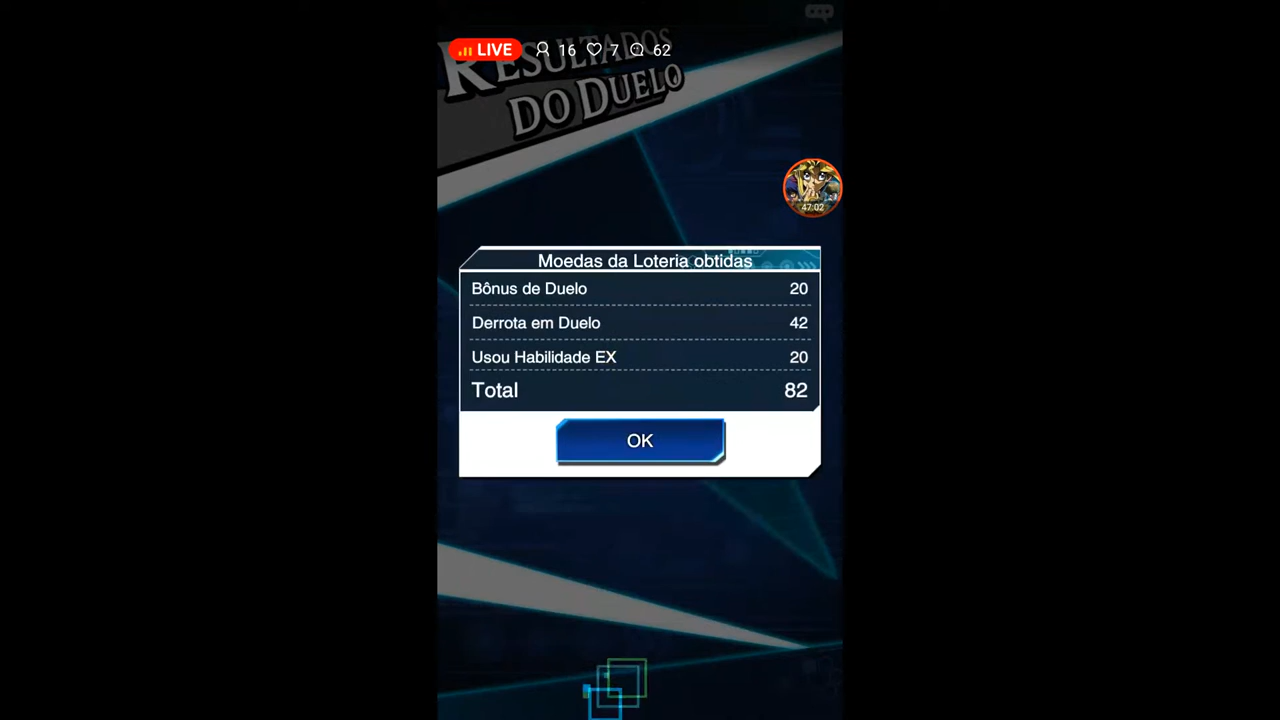 LIVE 16 7 62
RESULTADOS
DO DUELO
47:02
Moedas da Loteria obtidas
Bônus de Duelo 20
Derrota em Duelo 42
Usou Habilidade EX 20
Total 82
OK